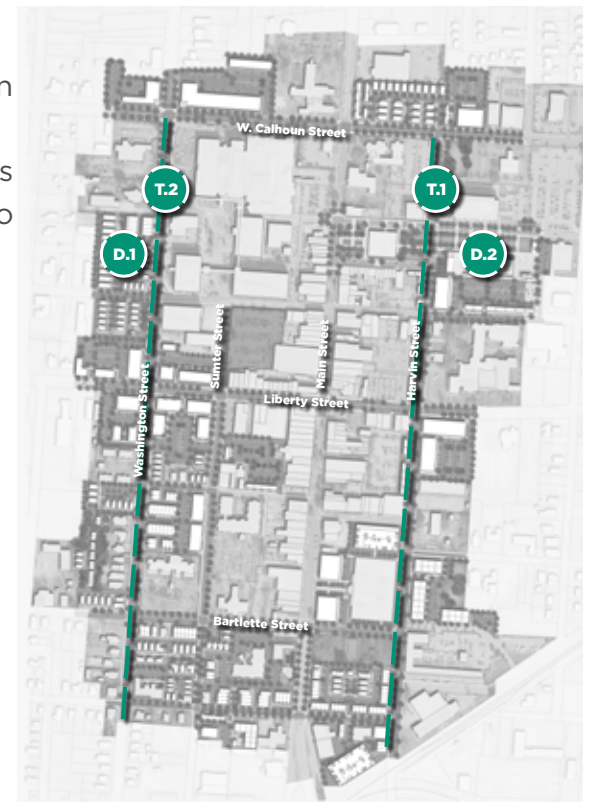 n
s
o
W. Calhoun Street
T.2
T.1
D.1
D.2
Sumter Street
Main Street
Harvin Street
Washington Street
Liberty Street
Bartlette Street